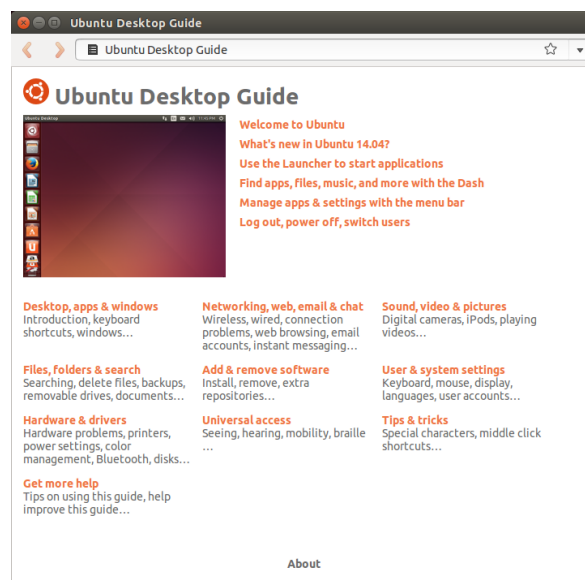 Ubuntu Desktop Guide
Ubuntu Desktop Guide
Ubuntu Desktop Guide
Ubuntu Desktop
Welcome to Ubuntu
What's new in Ubuntu 14.04?
Use the Launcher to start applications
Find apps, files, music, and more with the Dash
Manage apps & settings with the menu bar
Log out, power off, switch users
Desktop, apps & windows
Introduction, keyboard
shortcuts, windows…
Networking, web, email & chat
Wireless, wired, connection
problems, web browsing, email
accounts, instant messaging…
Sound, video & pictures
Digital cameras, iPods, playing
videos…
Files, folders & search
Searching, delete files, backups,
removable drives, documents…
Add & remove software
Install, remove, extra
repositories…
User & system settings
Keyboard, mouse, display,
languages, user accounts…
Hardware & drivers
Hardware problems, printers,
power settings, color
management, Bluetooth, disks…
Universal access
Seeing, hearing, mobility, braille
…
Tips & tricks
Special characters, middle click
shortcuts…
Get more help
Tips on using this guide, help
improve this guide…
About